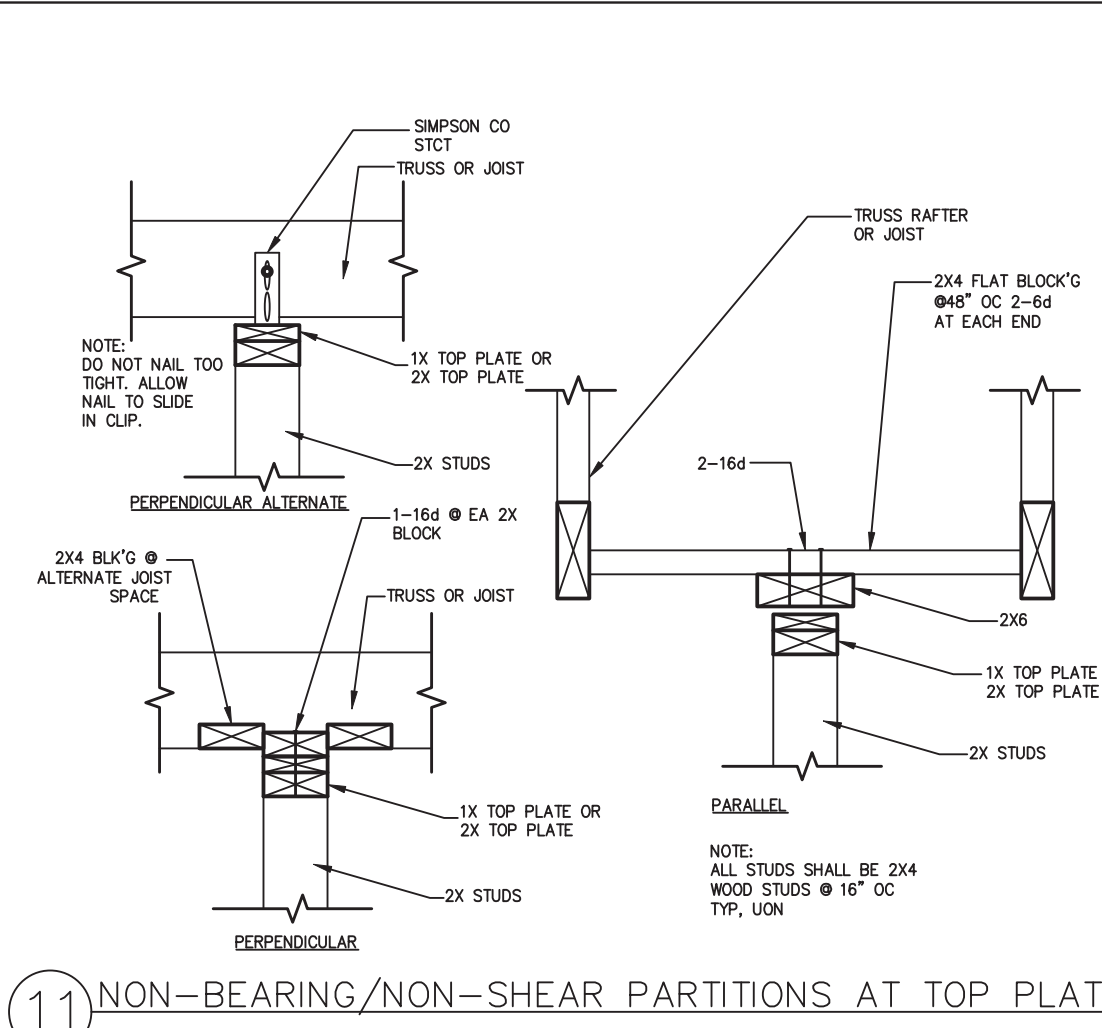 SIMPSON CO
STCT
TRUSS OR JOIST
NOTE:
DO NOT NAIL TOO
TIGHT. ALLOW
NAIL TO SLIDE
IN CLIP.
1X TOP PLATE OR
2X TOP PLATE
2X STUDS
PERPENDICULAR ALTERNATE
TRUSS RAFTER
OR JOIST
2X4 FLAT BLOCK'G
@48" OC 2-6d
AT EACH END
2-16d
2X6
1X TOP PLATE
2X TOP PLATE
2X STUDS
PARALLEL
NOTE:
ALL STUDS SHALL BE 2X4
WOOD STUDS @ 16" OC
TYP, UON
1-16d @ EA 2X
BLOCK
2X4 BLK'G @
ALTERNATE JOIST
SPACE
TRUSS OR JOIST
1X TOP PLATE OR
2X TOP PLATE
2X STUDS
PERPENDICULAR
11 NON-BEARING/NON-SHEAR PARTITIONS AT TOP PLAT